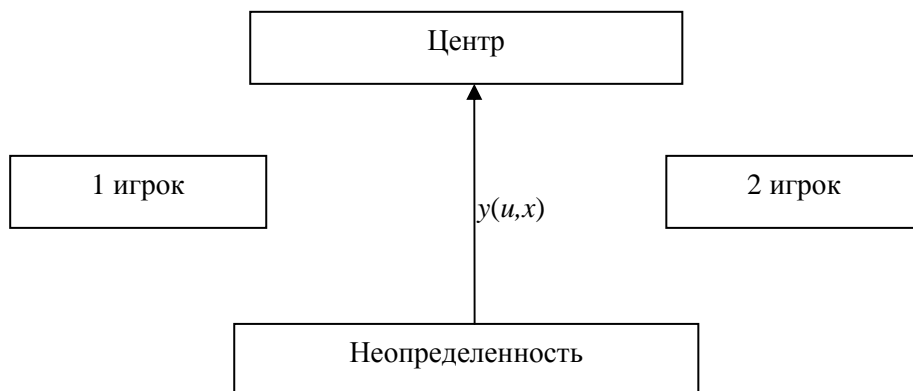 Центр
1 игрок
2 игрок
y(u,x)
Неопределенность